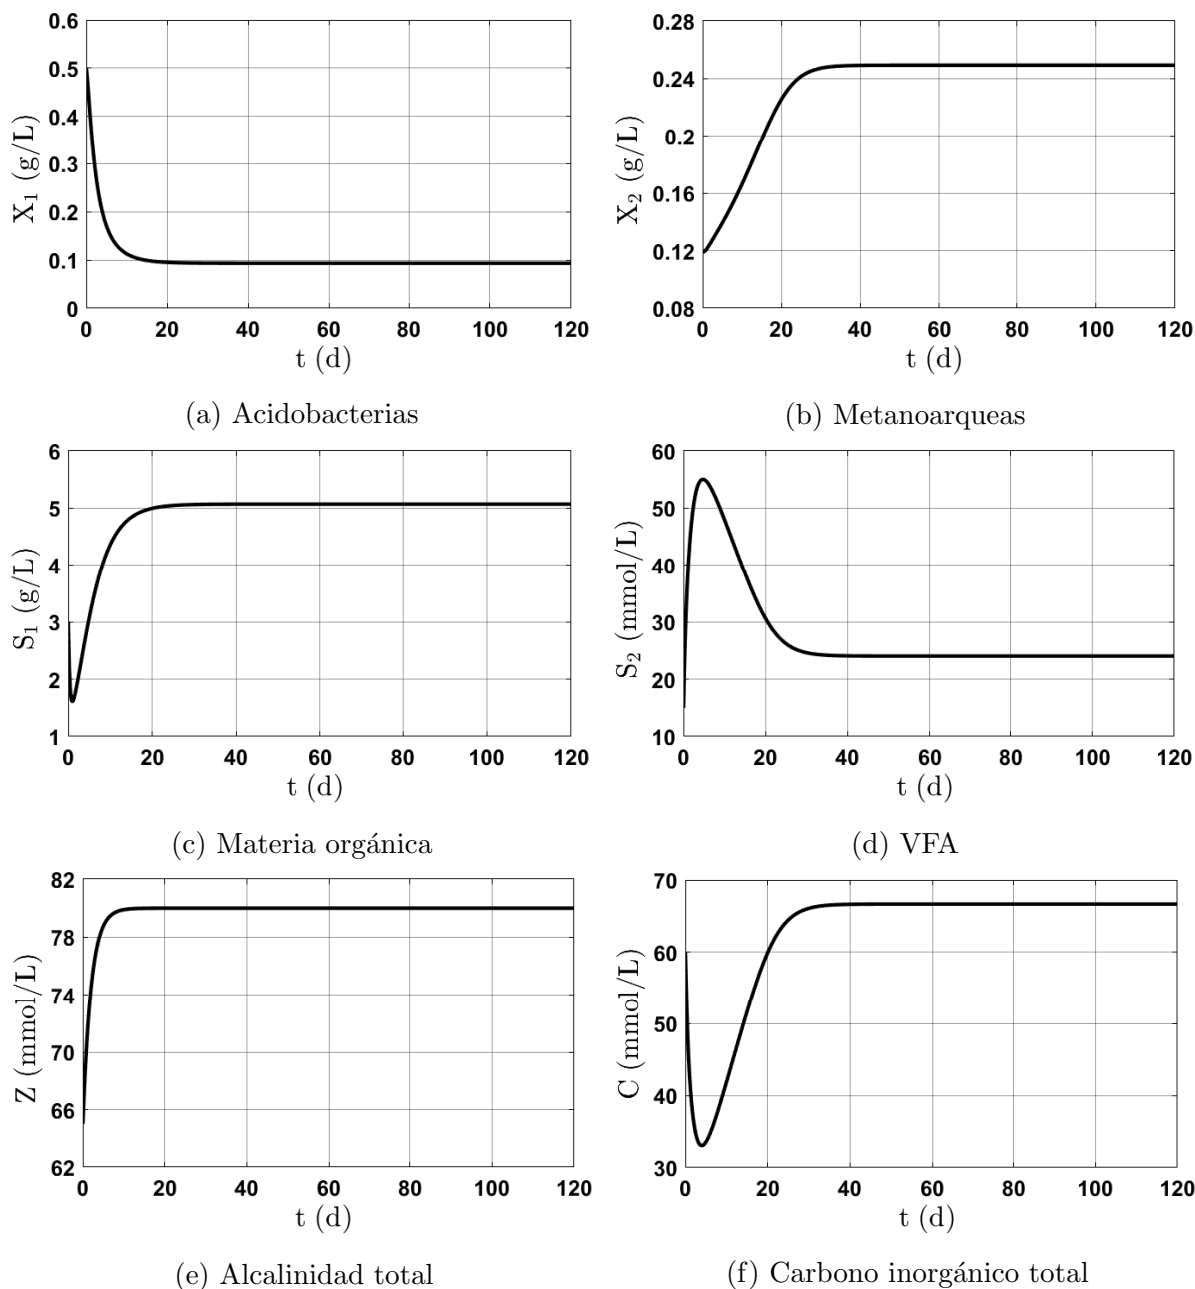 0.6
0.5
0.4
0.3
0.2
0.1
0
X₁ (g/L)
0 20 40 60 80 100 120
t (d)
(a) Acidobacterias
0.28
0.24
0.2
0.16
0.12
0.08
X₂ (g/L)
0 20 40 60 80 100 120
t (d)
(b) Metanoarqueas
6
5
4
3
2
1
S₁ (g/L)
0 20 40 60 80 100 120
t (d)
(c) Materia orgánica
60
50
40
30
20
10
S₂ (mmol/L)
0 20 40 60 80 100 120
t (d)
(d) VFA
82
78
74
70
66
62
Z (mmol/L)
0 20 40 60 80 100 120
t (d)
(e) Alcalinidad total
70
60
50
40
30
C (mmol/L)
0 20 40 60 80 100 120
t (d)
(f) Carbono inorgánico total